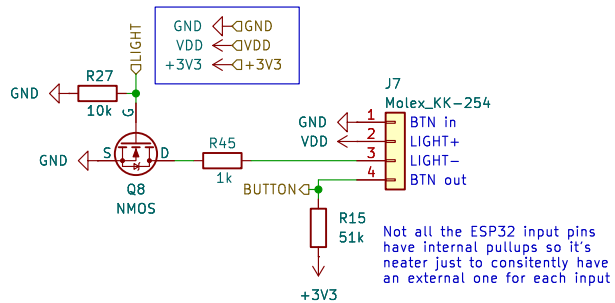 GND GND
VDD VDD
+3V3 +3V3
LIGHT
R27
GND
10k
G
J7
Molex_KK-254
GND 1 BTN in
VDD 2 LIGHT+
3 LIGHT-
4 BTN out
GND S D
R45
1k
Q8
NMOS
BUTTON
R15
51k
+3V3
Not all the ESP32 input pins
have internal pullups so it's
neater just to consitently have
an external one for each input